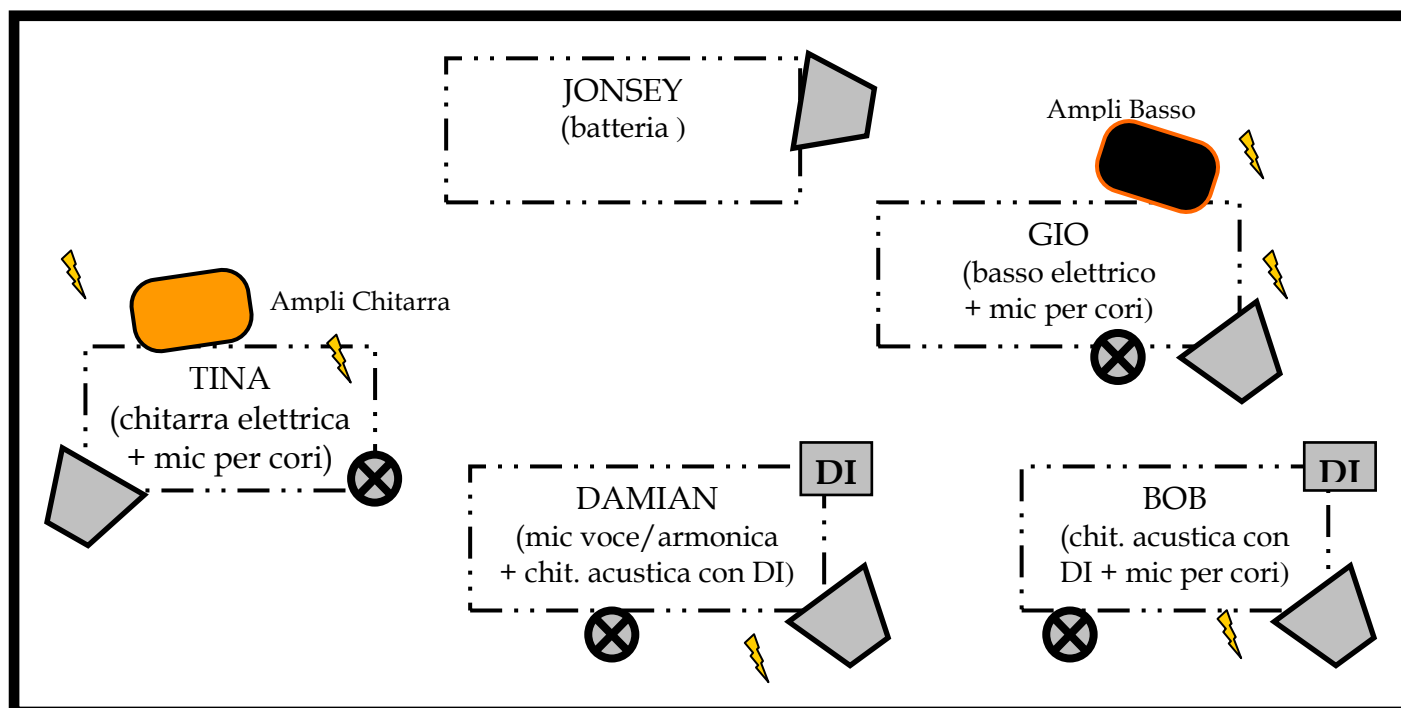 JONSEY
(batteria )
Ampli Basso
GIO
(basso elettrico
+ mic per cori)
Ampli Chitarra
TINA
(chitarra elettrica
+ mic per cori)
DI
DAMIAN
(mic voce/armonica
+ chit. acustica con DI)
DI
BOB
(chit. acustica con
DI + mic per cori)